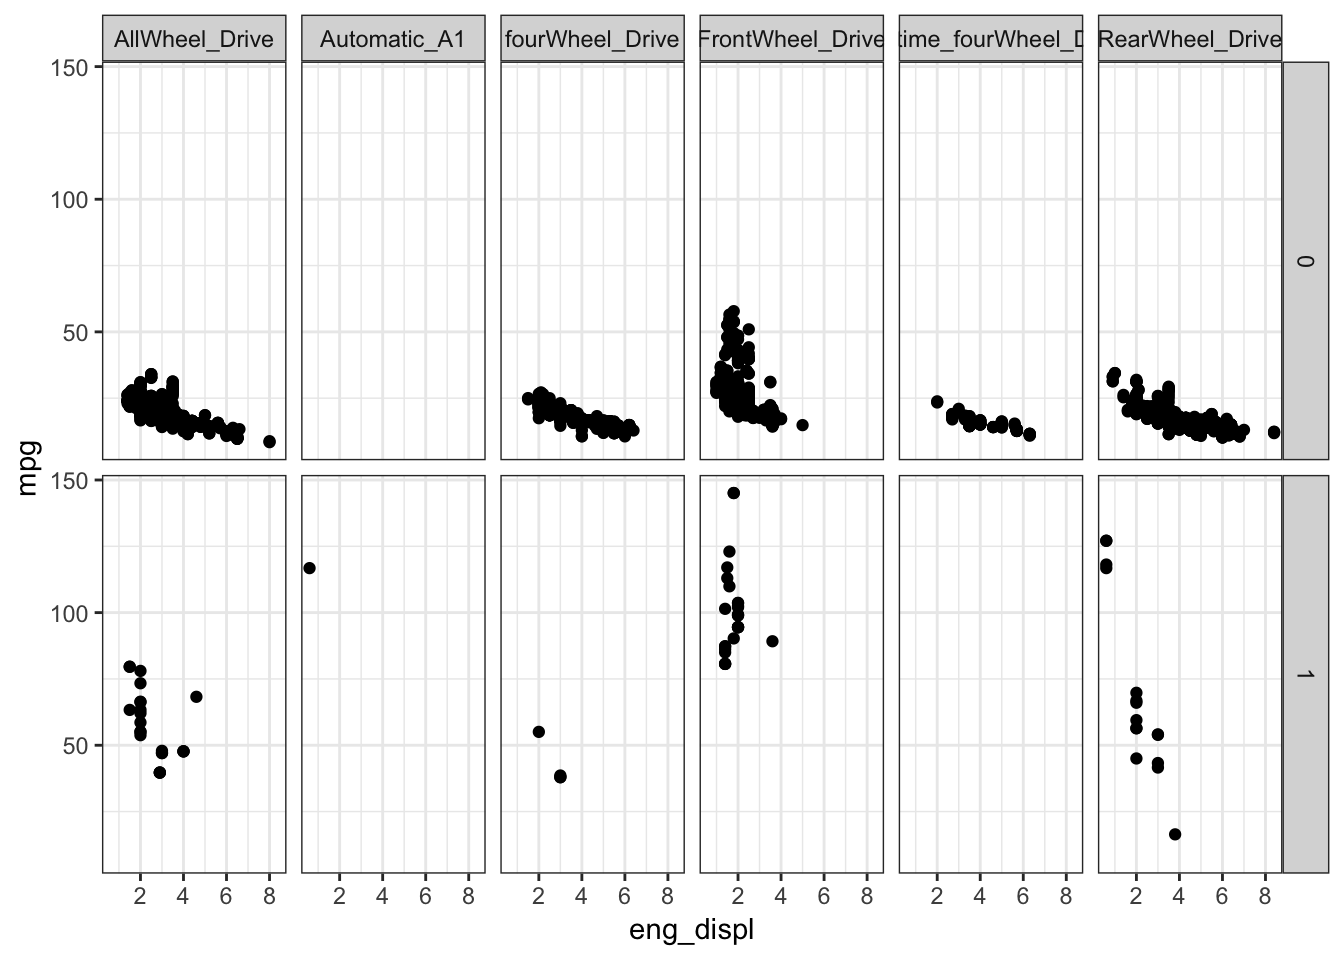 AllWheel_Drive Automatic_A1 fourWheel_Drive FrontWheel_Drive time_fourWheel_D RearWheel_Drive
150
100
50
0
150
100
50
1
mpg
2 4 6 8 2 4 6 8 2 4 6 8 2 4 6 8 2 4 6 8 2 4 6 8
eng_displ